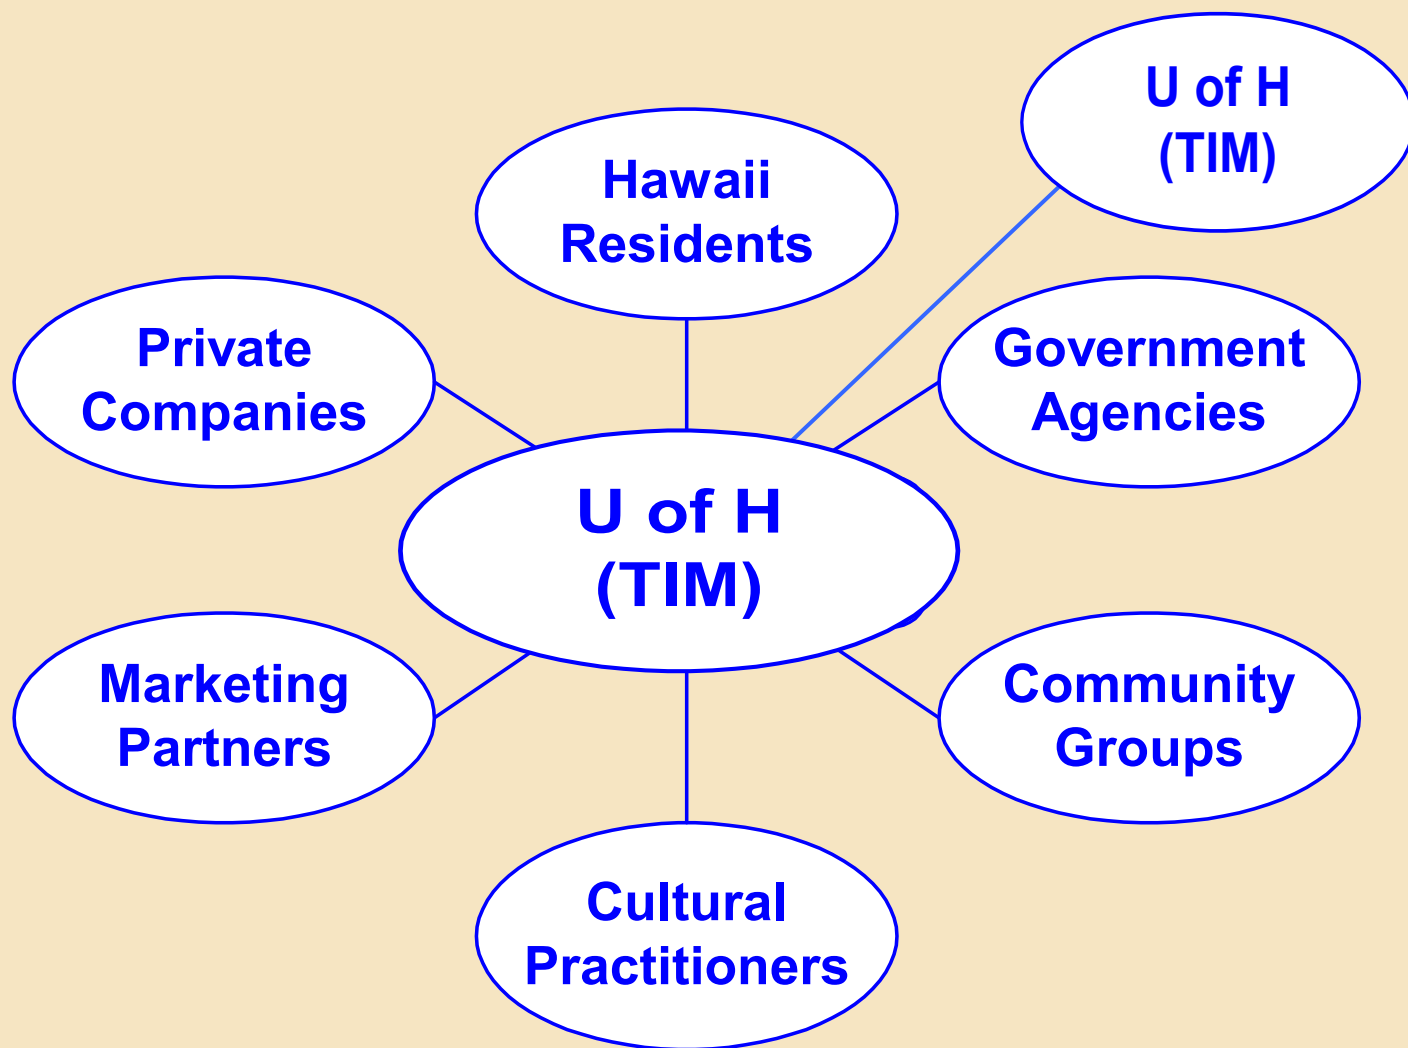 U of H
(TIM)
Hawaii
Residents
Private
Companies
Government
Agencies
U of H
(TIM)
Marketing
Partners
Community
Groups
Cultural
Practitioners